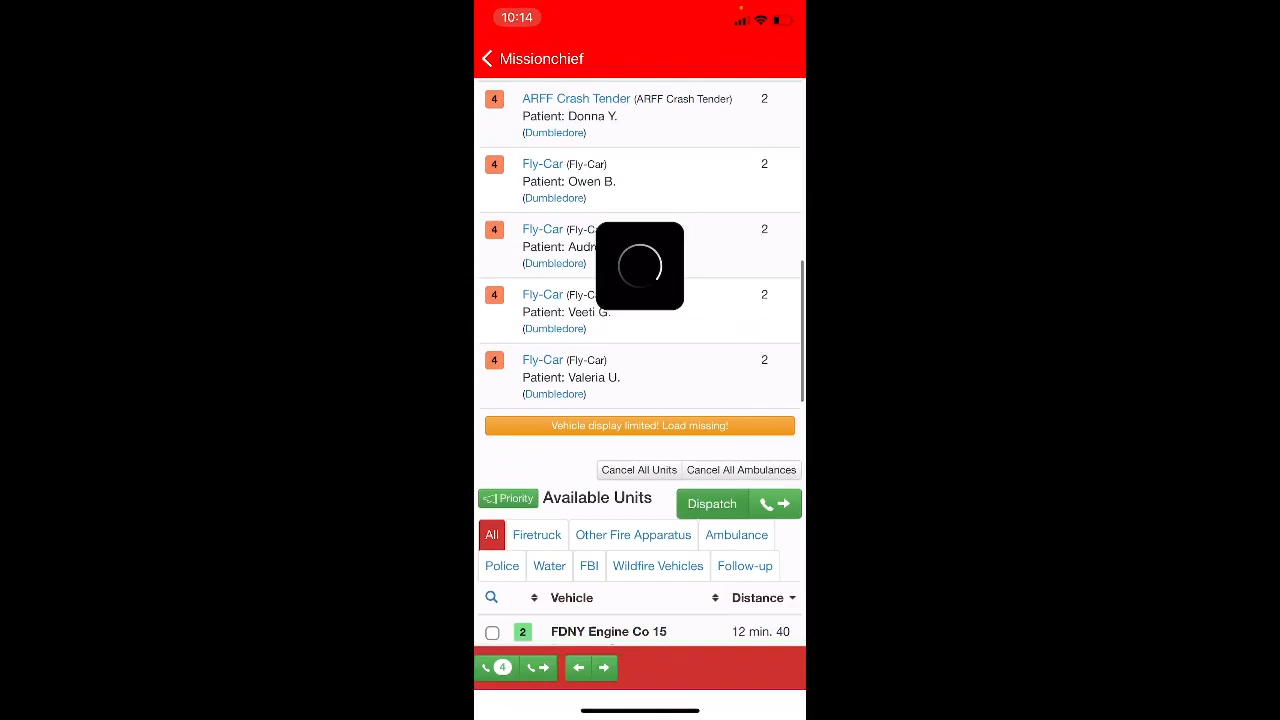 10:14
Missionchief
4 ARFF Crash Tender (ARFF Crash Tender) 2
Patient: Donna Y.
(Dumbledore)
4 Fly-Car (Fly-Car) 2
Patient: Owen B.
(Dumbledore)
4 Fly-Car (Fly-C 2
Patient: Audr
(Dumbledore)
4 Fly-Car (Fly-C 2
Patient: Veeti G.
(Dumbledore)
4 Fly-Car (Fly-Car) 2
Patient: Valeria U.
(Dumbledore)
Vehicle display limited! Load missing!
Cancel All Units Cancel All Ambulances
Priority Available Units Dispatch
All Firetruck Other Fire Apparatus Ambulance
Police Water FBI Wildfire Vehicles Follow-up
Vehicle Distance
2 FDNY Engine Co 15 12 min. 40
4